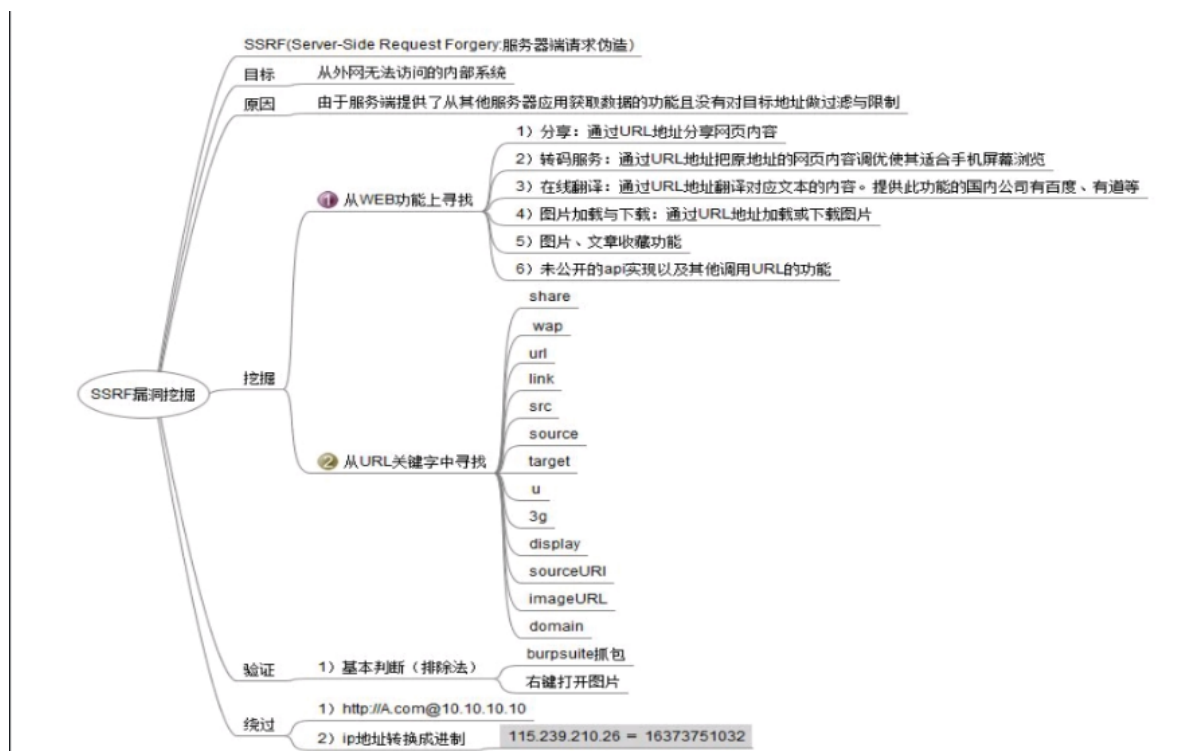 SSRF(Server-Side Request Forgery:服务器端请求伪造)
目标
从外网无法访问的内部系统
原因
由于服务端提供了从其他服务器应用获取数据的功能且没有对目标地址做过滤与限制
SSRF漏洞挖掘
挖掘
1 从WEB功能上寻找
1）分享：通过URL地址分享网页内容
2）转码服务：通过URL地址把原地址的网页内容调优使其适合手机屏幕浏览
3）在线翻译：通过URL地址翻译对应文本的内容。提供此功能的国内公司有百度、有道等
4）图片加载与下载：通过URL地址加载或下载图片
5）图片、文章收藏功能
6）未公开的api实现以及其他调用URL的功能
2 从URL关键字中寻找
share
wap
url
link
src
source
target
u
3g
display
sourceURl
imageURL
domain
验证
1）基本判断（排除法）
burpsuite抓包
右键打开图片
绕过
1）http://A.com@10.10.10.10
2）ip地址转换成进制
115.239.210.26 = 16373751032